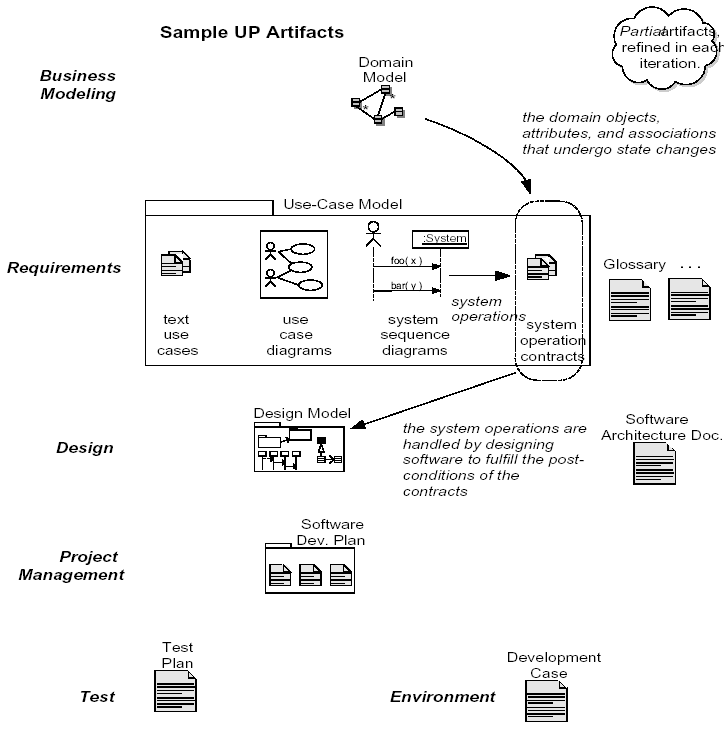 Sample UP Artifacts
Partial artifacts,
refined in each
iteration.
Business
Modeling
Domain
Model
**
the domain objects,
attributes, and associations
that undergo state changes
Use-Case Model
Requirements
:System
foo( x )
bar( y )
system
operations
text
use
cases
use
case
diagrams
system
sequence
diagrams
system
operation
contracts
Glossary
. . .
Design
Design Model
the system operations are
handled by designing
software to fulfill the post-
conditions of the
contracts
Software
Architecture Doc.
Project
Management
Software
Dev. Plan
Test
Test
Plan
Environment
Development
Case